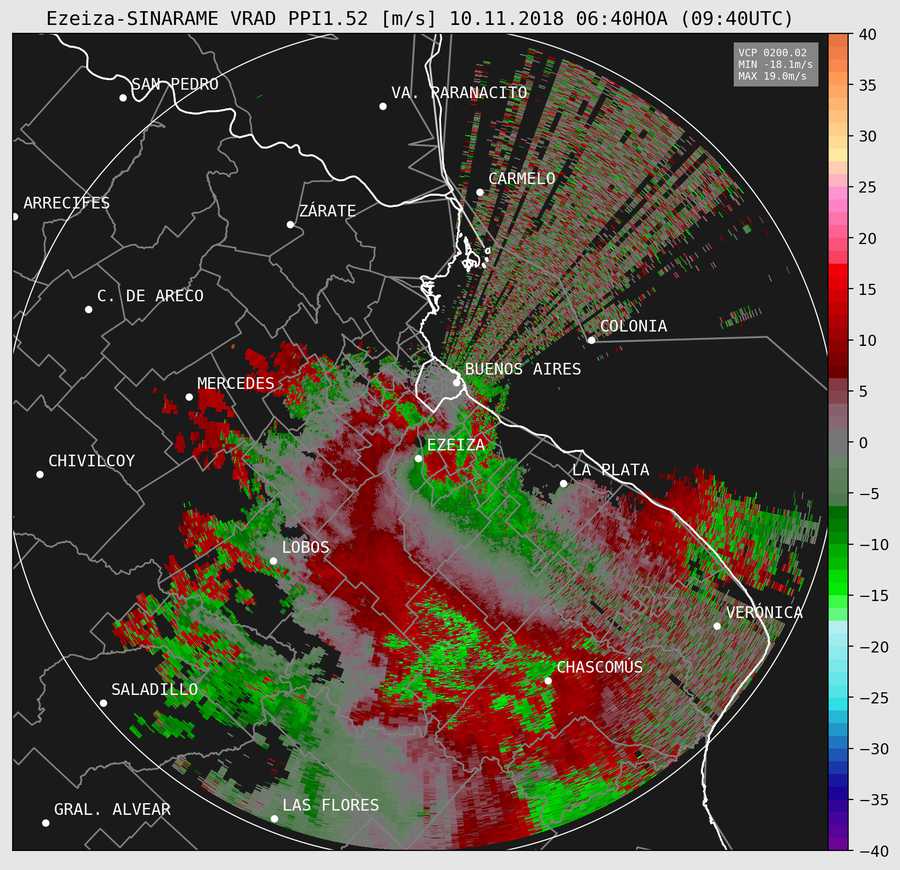 Ezeiza-SINARAME VRAD PPI1.52 [m/s] 10.11.2018 06:40HOA (09:40UTC)
VCP 0200.02
MIN -18.1m/s
MAX 19.0m/s
SAN PEDRO
VA. PARANACITO
CARMELO
ARRECIFES
ZÁRATE
C. DE ARECO
COLONIA
BUENOS AIRES
MERCEDES
EZEIZA
CHIVILCOY
LA PLATA
LOBOS
VERÓNICA
CHASCOMÚS
SALADILLO
LAS FLORES
GRAL. ALVEAR
40
35
30
25
20
15
10
5
0
−5
−10
−15
−20
−25
−30
−35
−40